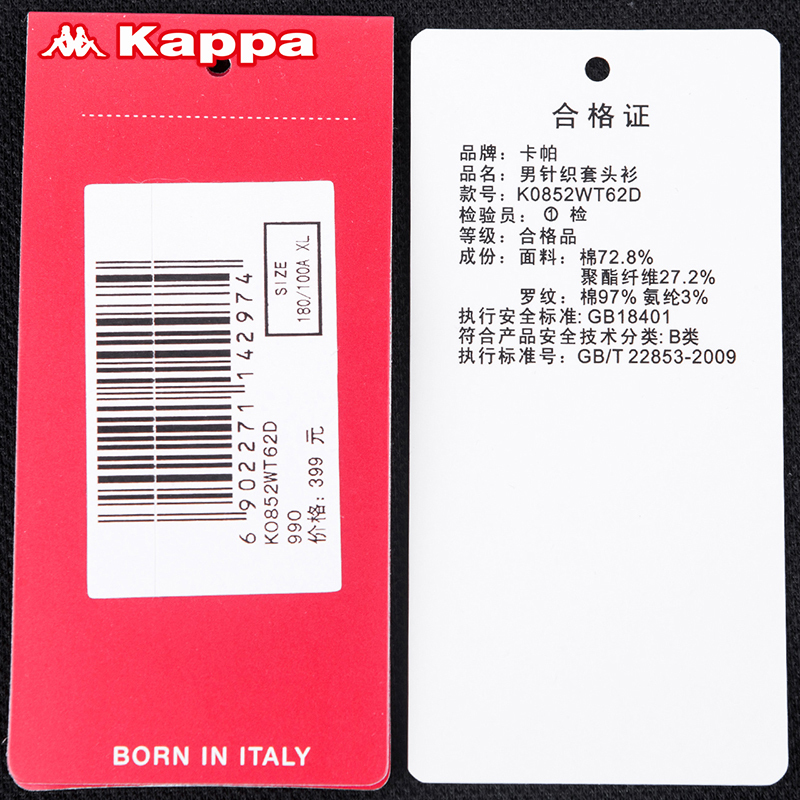 Kappa
SIZE
180/100A XL
6 902271 142974
K0852WT62D
990
价格: 399 元
BORN IN ITALY
合格证
品牌：卡帕
品名：男针织套头衫
款号：K0852WT62D
检验员：① 检
等级：合格品
成份：面料：棉72.8%
聚酯纤维27.2%
罗纹：棉97% 氨纶3%
执行安全标准: GB18401
符合产品安全技术分类: B类
执行标准号：GB/T 22853-2009